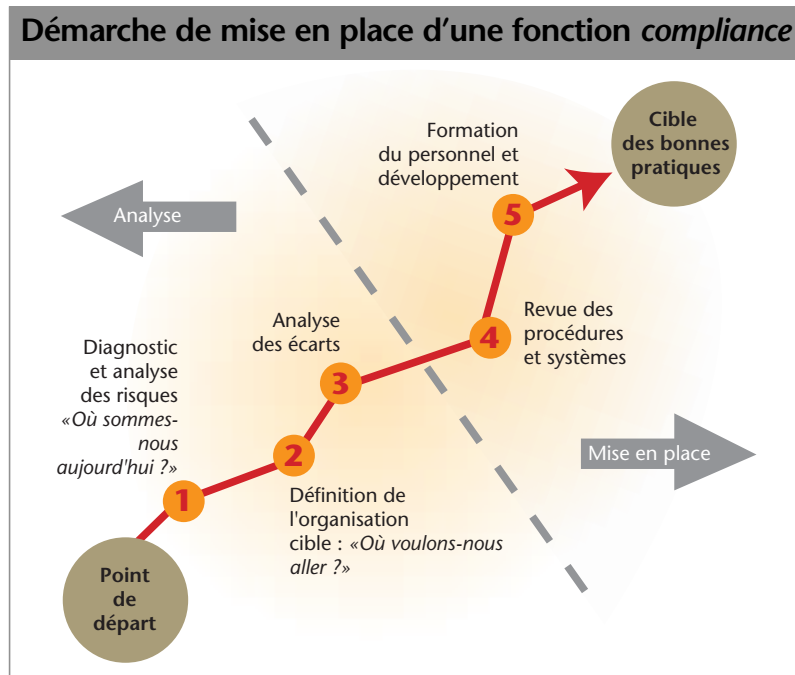 Démarche de mise en place d’une fonction compliance
Analyse
Point
de
départ
1
Diagnostic
et analyse
des risques
«Où sommes-
nous
aujourd'hui ?»
2
Définition de
l'organisation
cible : «Où voulons-nous
aller ?»
3
Analyse
des écarts
4
Revue des
procédures
et systèmes
5
Formation
du personnel et
développement
Cible
des bonnes
pratiques
Mise en place